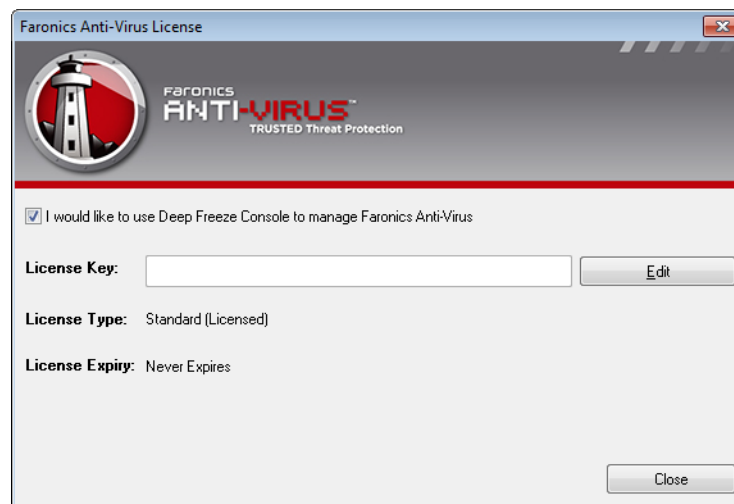 Faronics Anti-Virus License
Faronics
ANTI-VIRUS™
TRUSTED Threat Protection
I would like to use Deep Freeze Console to manage Faronics Anti-Virus
License Key:
Edit
License Type: Standard (Licensed)
License Expiry: Never Expires
Close